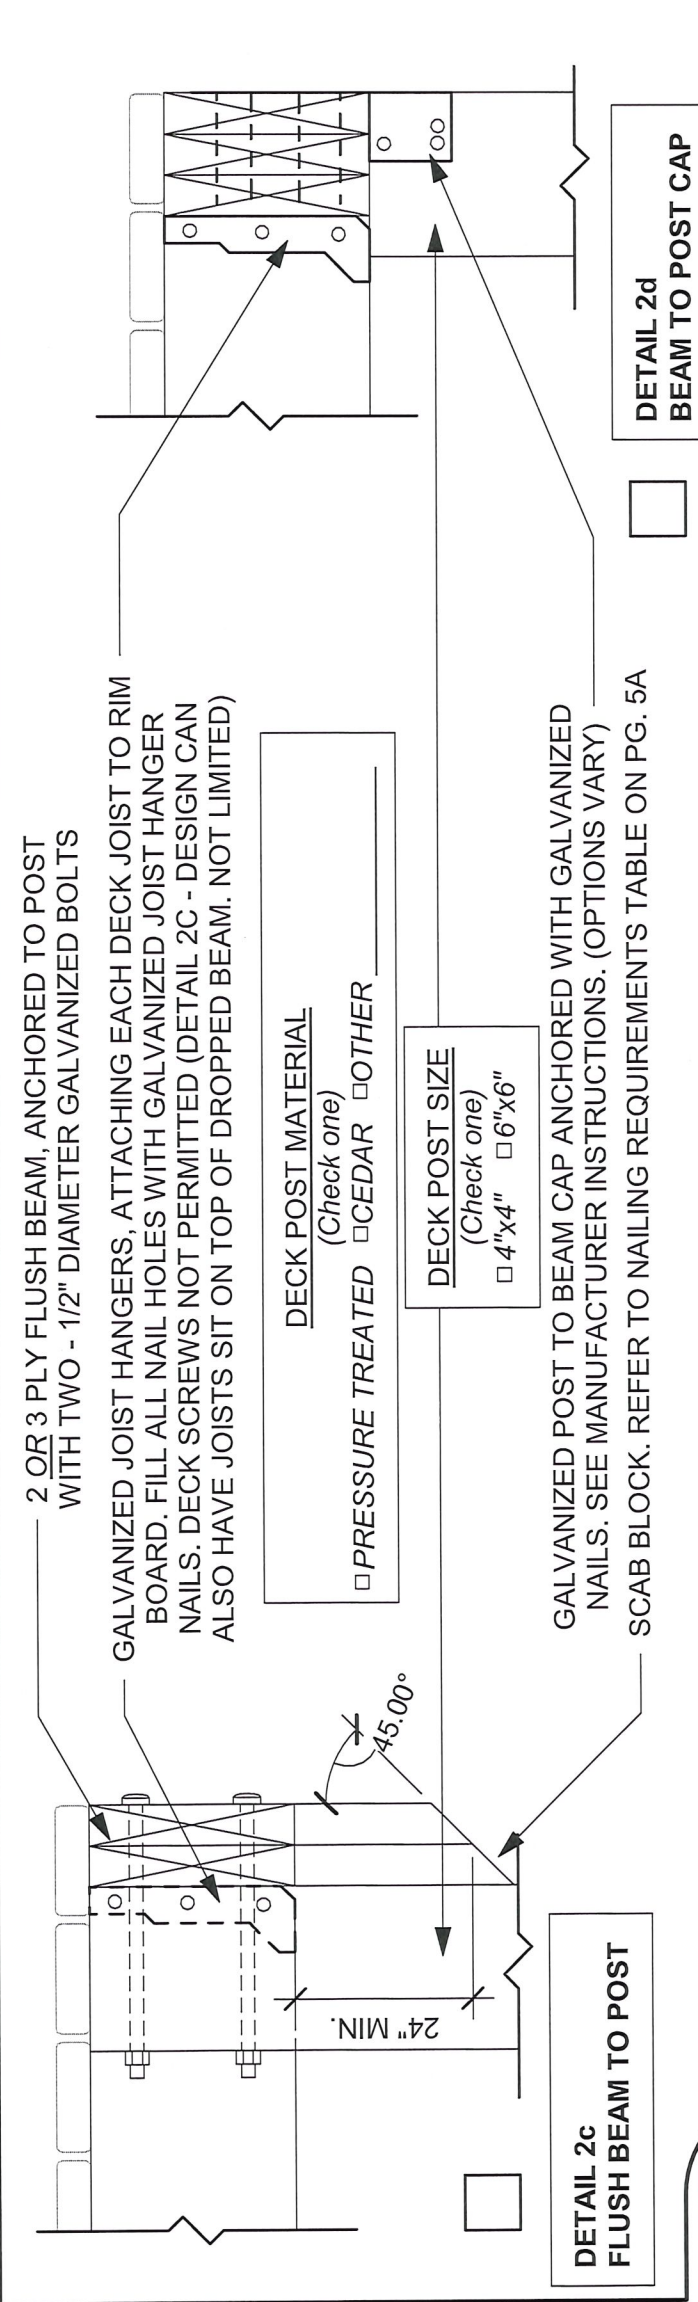 2 OR 3 PLY FLUSH BEAM, ANCHORED TO POST
WITH TWO - 1/2" DIAMETER GALVANIZED BOLTS
GALVANIZED JOIST HANGERS, ATTACHING EACH DECK JOIST TO RIM
BOARD. FILL ALL NAIL HOLES WITH GALVANIZED JOIST HANGER
NAILS. DECK SCREWS NOT PERMITTED (DETAIL 2C - DESIGN CAN
ALSO HAVE JOISTS SIT ON TOP OF DROPPED BEAM. NOT LIMITED)
DECK POST MATERIAL
(Check one)
□ PRESSURE TREATED □CEDAR □OTHER
DECK POST SIZE
(Check one)
□ 4"x4" □ 6"x6"
GALVANIZED POST TO BEAM CAP ANCHORED WITH GALVANIZED
NAILS. SEE MANUFACTURER INSTRUCTIONS. (OPTIONS VARY)
SCAB BLOCK. REFER TO NAILING REQUIREMENTS TABLE ON PG. 5A
45.00°
24" MIN.
DETAIL 2c
FLUSH BEAM TO POST
DETAIL 2d
BEAM TO POST CAP